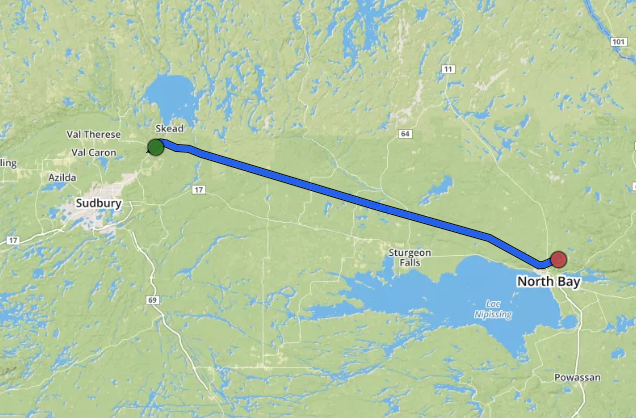 101
11
Skead
Val Therese
64
Val Caron
Azilda
17
Sudbury
17
Sturgeon
Falls
North Bay
Lac
Nipissing
69
Powassan
ling